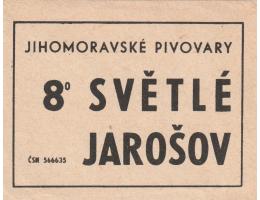 JIHOMORAVSKÉ PIVOVARY
8° SVĚTLÉ
ČSN 566635 JAROŠOV